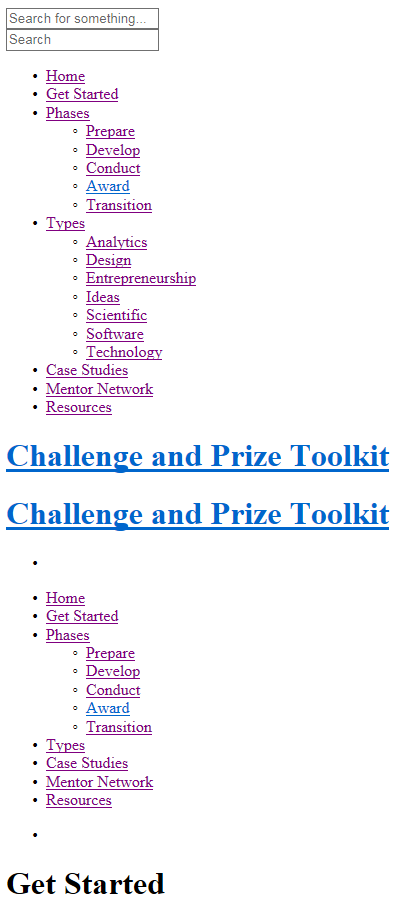 Search for something...
Search
Home
Get Started
Phases
Prepare
Develop
Conduct
Award
Transition
Types
Analytics
Design
Entrepreneurship
Ideas
Scientific
Software
Technology
Case Studies
Mentor Network
Resources
Challenge and Prize Toolkit
Challenge and Prize Toolkit
Home
Get Started
Phases
Prepare
Develop
Conduct
Award
Transition
Types
Case Studies
Mentor Network
Resources
Get Started